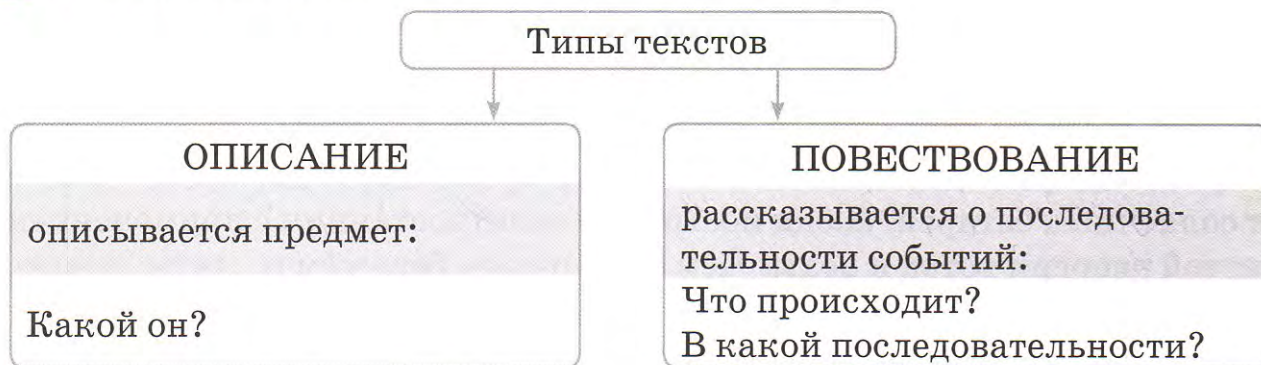 Типы текстов
ОПИСАНИЕ
описывается предмет:
Какой он?
ПОВЕСТВОВАНИЕ
рассказывается о последова-
тельности событий:
Что происходит?
В какой последовательности?